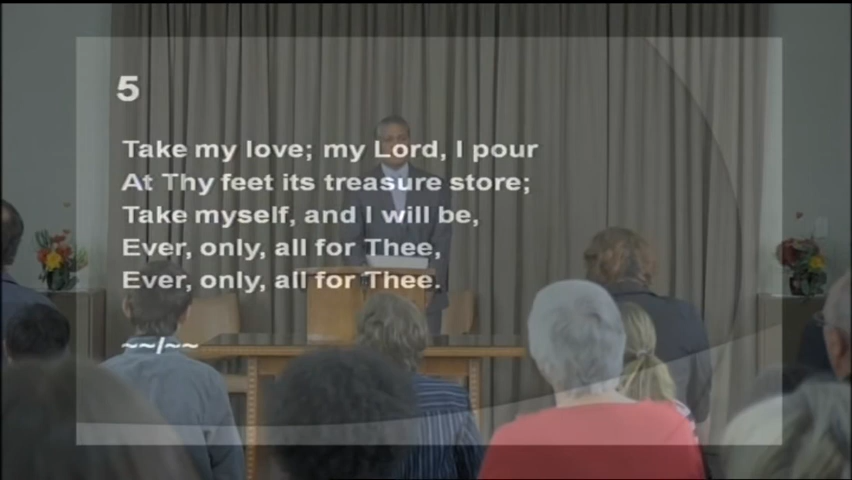 5
Take my love; my Lord, I pour
At Thy feet its treasure store;
Take myself, and I will be,
Ever, only, all for Thee,
Ever, only, all for Thee.
~~/~~